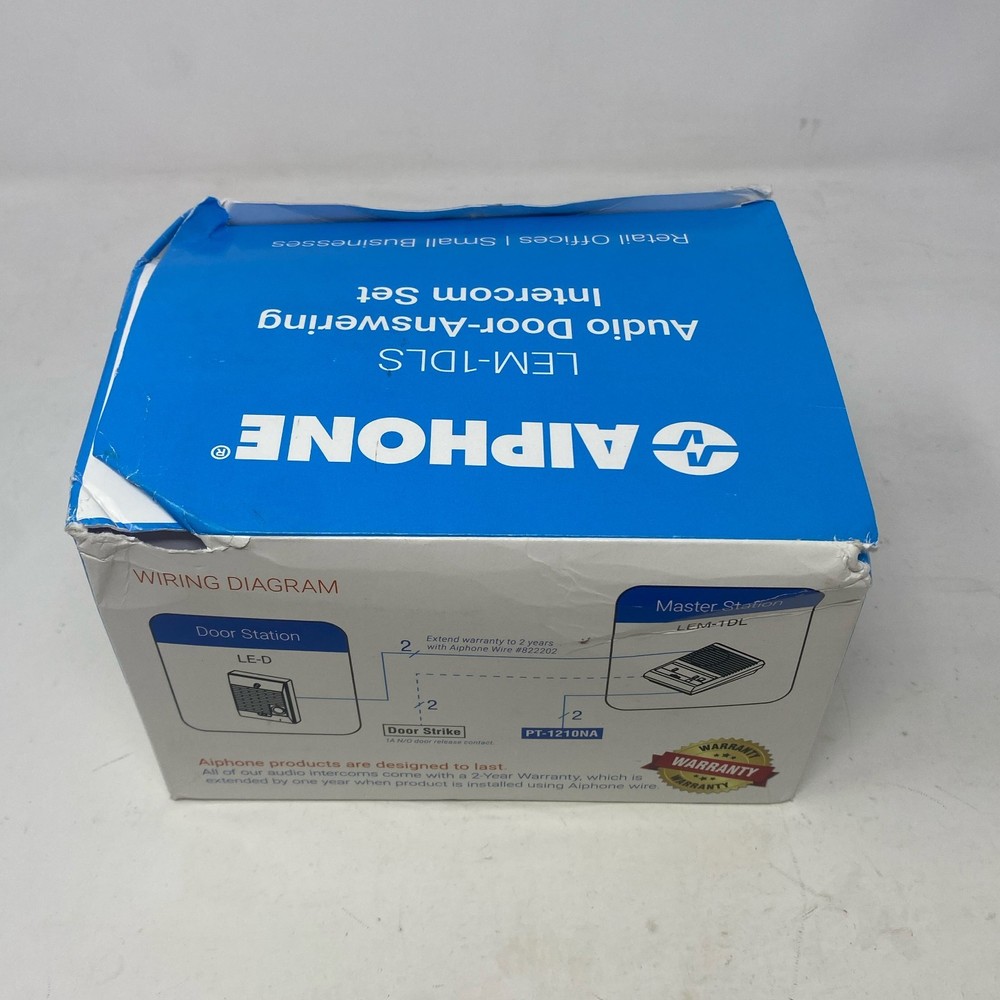 AIPHONE®
LEM-1DLS
Audio Door-Answering
Intercom Set
Retail Offices | Small Businesses
WIRING DIAGRAM
Door Station
LE-D
2
Extend warranty to 2 years
with Aiphone Wire #822202
Master Station
LEM-1DL
2
Door Strike
1A N/O door release contact.
2
PT-1210NA
Aiphone products are designed to last.
All of our audio intercoms come with a 2-Year Warranty, which is
extended by one year when product is installed using Aiphone wire
WARRANTY
WARRANTY
WARRANTY